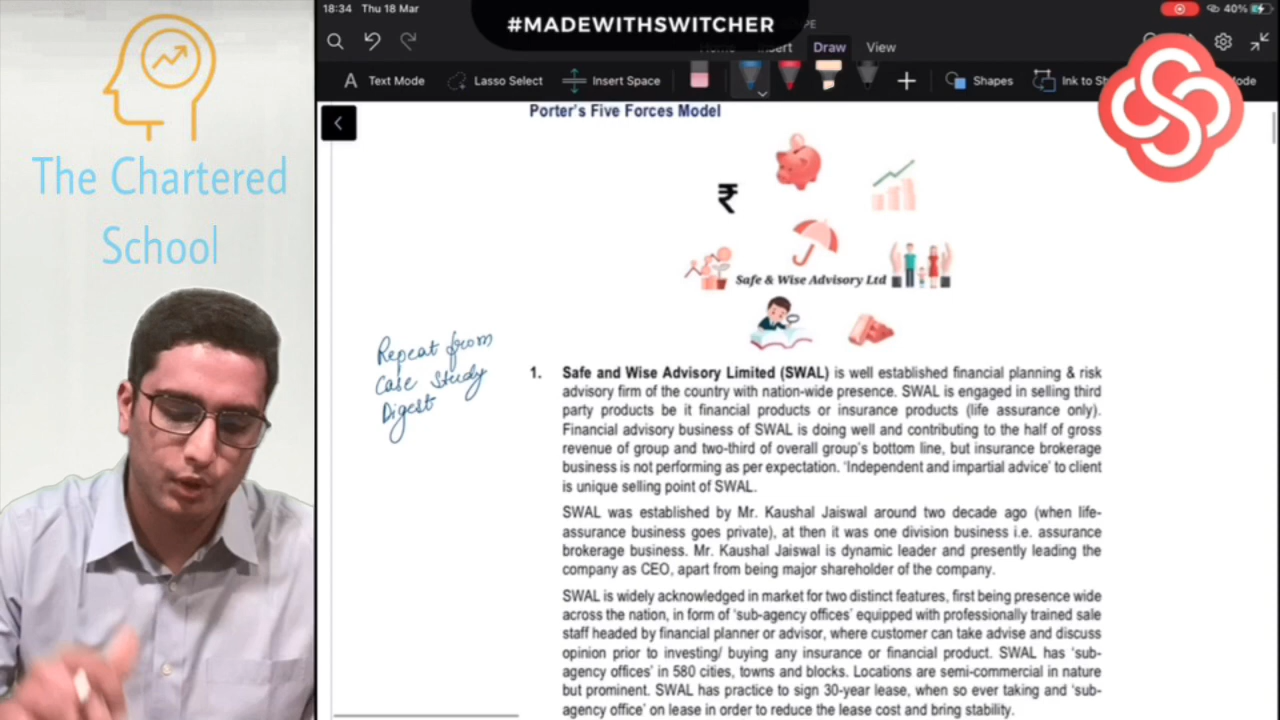 18:34 Thu 18 Mar
#MADEWITHSWITCHER
40%
Draw View
Text Mode Lasso Select Insert Space Shapes
The Chartered
School
Porter's Five Forces Model
₹
Safe & Wise Advisory Ltd
Repeat from
Case Study
Digest
1. Safe and Wise Advisory Limited (SWAL) is well established financial planning & risk
advisory firm of the country with nation-wide presence. SWAL is engaged in selling third
party products be it financial products or insurance products (life assurance only).
Financial advisory business of SWAL is doing well and contributing to the half of gross
revenue of group and two-third of overall group's bottom line, but insurance brokerage
business is not performing as per expectation. 'Independent and impartial advice' to client
is unique selling point of SWAL.
SWAL was established by Mr. Kaushal Jaiswal around two decade ago (when life-
assurance business goes private), at then it was one division business i.e. assurance
brokerage business. Mr. Kaushal Jaiswal is dynamic leader and presently leading the
company as CEO, apart from being major shareholder of the company.
SWAL is widely acknowledged in market for two distinct features, first being presence wide
across the nation, in form of 'sub-agency offices' equipped with professionally trained sale
staff headed by financial planner or advisor, where customer can take advise and discuss
opinion prior to investing/ buying any insurance or financial product. SWAL has 'sub-
agency offices' in 580 cities, towns and blocks. Locations are semi-commercial in nature
but prominent. SWAL has practice to sign 30-year lease, when so ever taking and 'sub-
agency office' on lease in order to reduce the lease cost and bring stability.